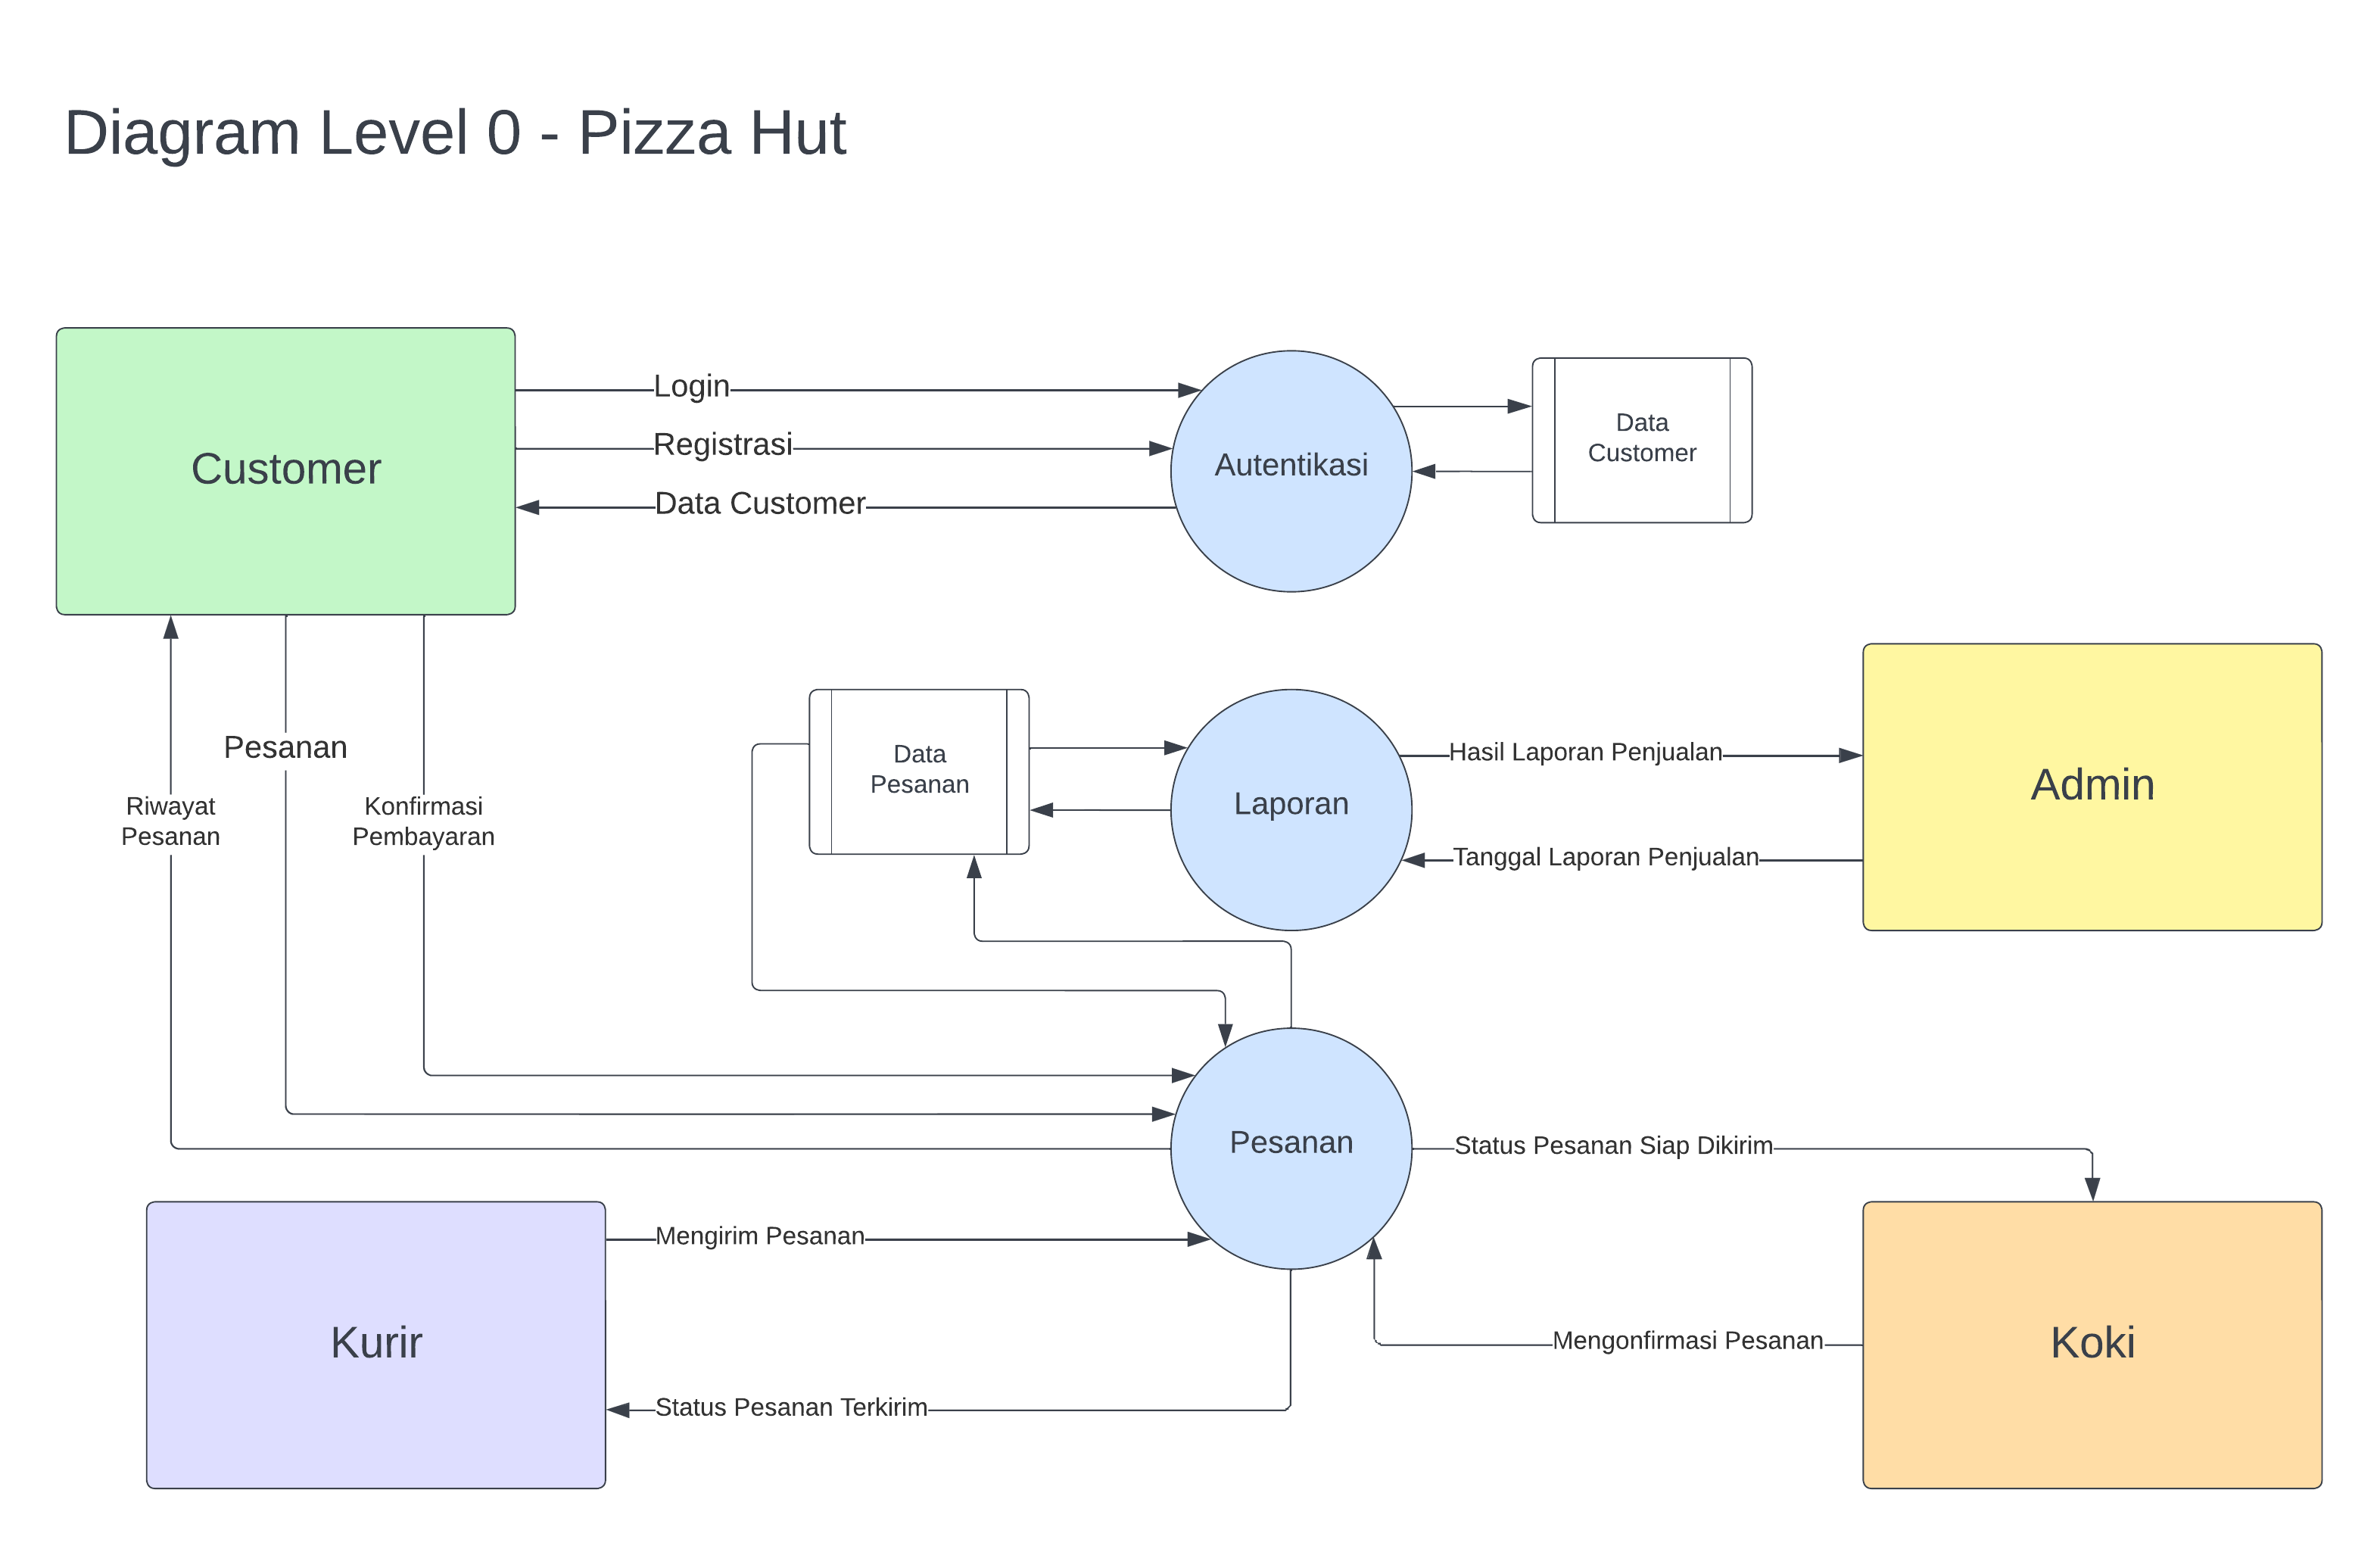 Diagram Level 0 - Pizza Hut
Customer
Login
Registrasi
Data Customer
Autentikasi
Data
Customer
Riwayat
Pesanan
Pesanan
Konfirmasi
Pembayaran
Data
Pesanan
Laporan
Hasil Laporan Penjualan
Tanggal Laporan Penjualan
Admin
Pesanan
Status Pesanan Siap Dikirim
Mengirim Pesanan
Kurir
Status Pesanan Terkirim
Mengonfirmasi Pesanan
Koki